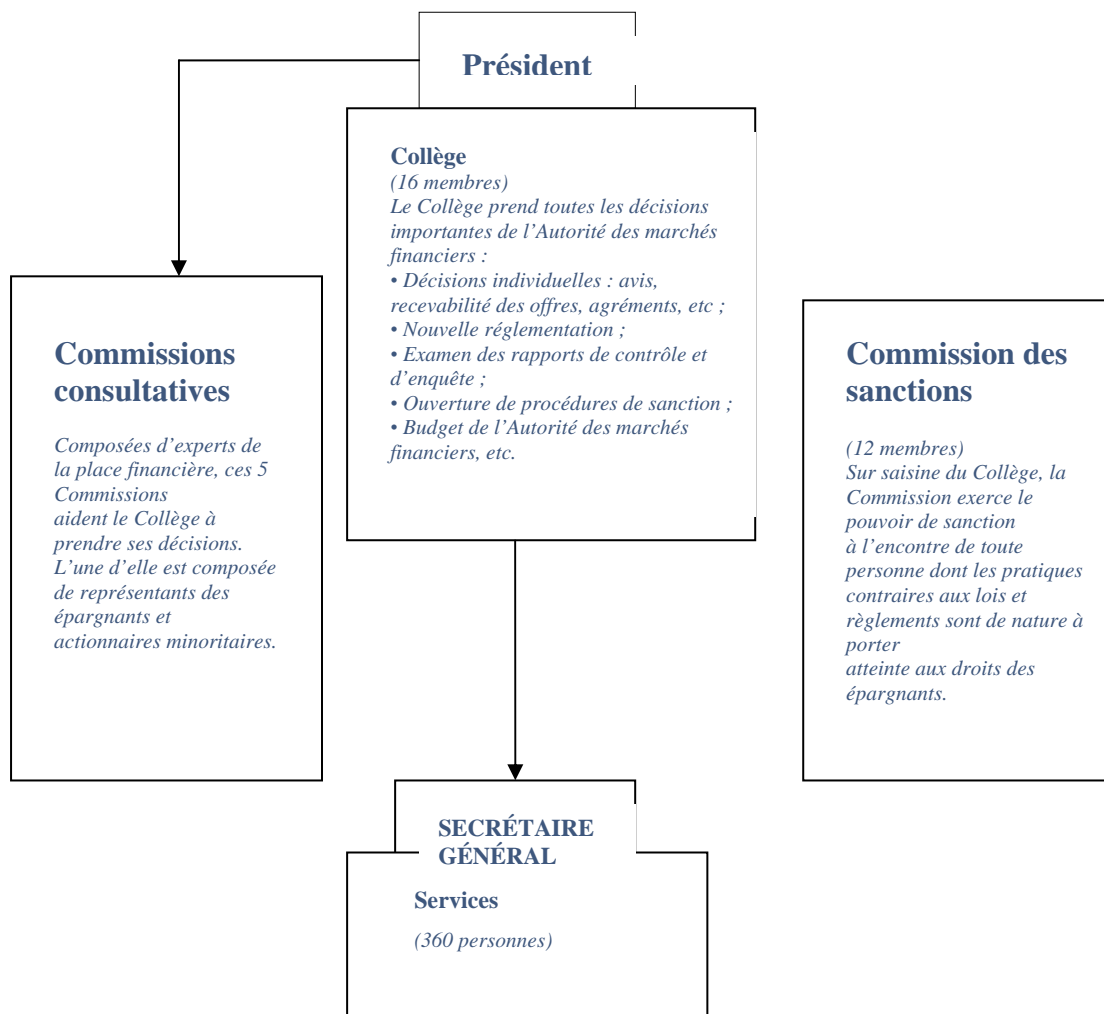 Président
Collège
(16 membres)
Le Collège prend toutes les décisions
importantes de l’Autorité des marchés
financiers :
• Décisions individuelles : avis,
recevabilité des offres, agréments, etc ;
• Nouvelle réglementation ;
• Examen des rapports de contrôle et
d’enquête ;
• Ouverture de procédures de sanction ;
• Budget de l’Autorité des marchés
financiers, etc.
Commissions
consultatives
Composées d’experts de
la place financière, ces 5
Commissions
aident le Collège à
prendre ses décisions.
L’une d’elle est composée
de représentants des
épargnants et
actionnaires minoritaires.
Commission des
sanctions
(12 membres)
Sur saisine du Collège, la
Commission exerce le
pouvoir de sanction
à l’encontre de toute
personne dont les pratiques
contraires aux lois et
règlements sont de nature à
porter
atteinte aux droits des
épargnants.
SECRÉTAIRE
GÉNÉRAL
Services
(360 personnes)